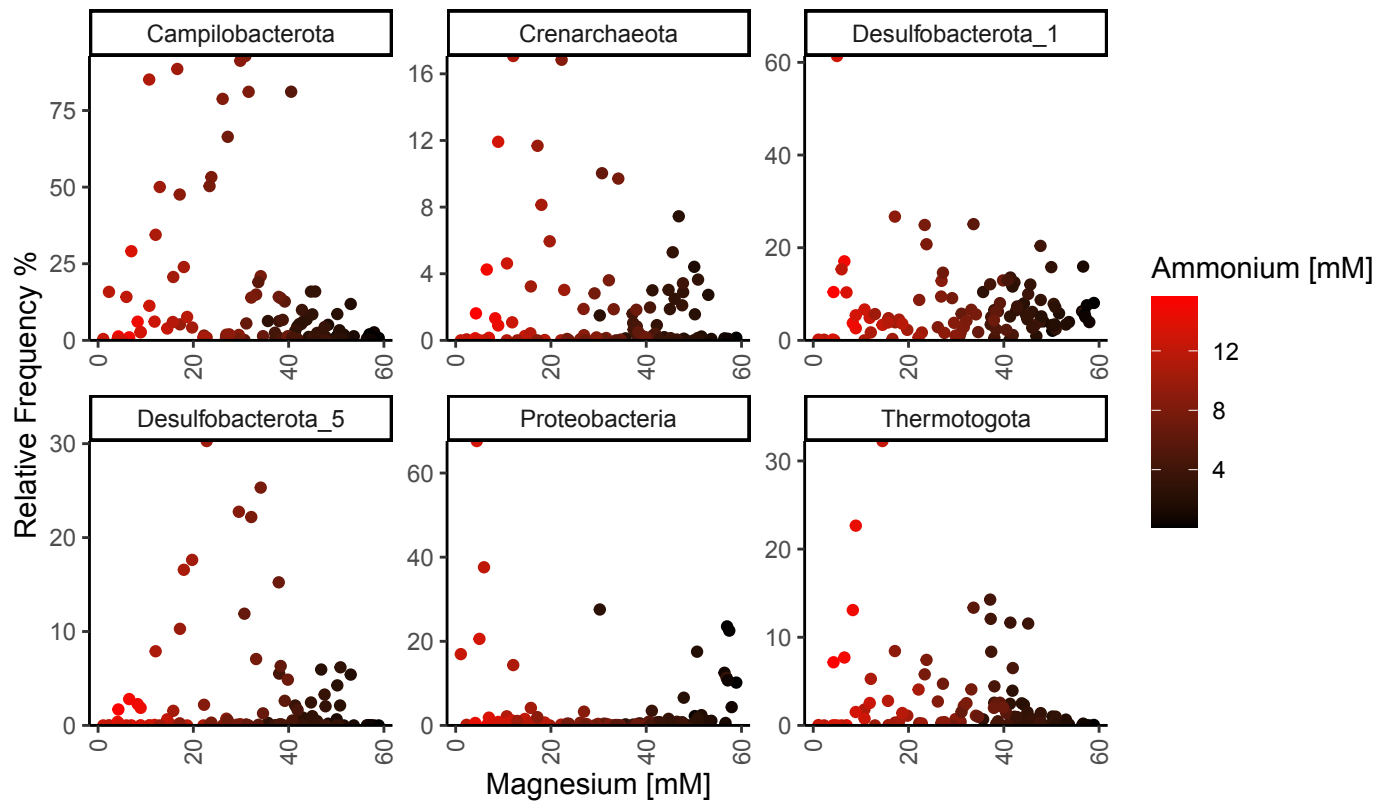 Campilobacterota
Crenarchaeota
Desulfobacterota_1
75
50
25
0
16
12
8
4
0
60
40
20
0
0 20 40 60
0 20 40 60
0 20 40 60
Desulfobacterota_5
Proteobacteria
Thermotogota
30
20
10
0
60
40
20
0
30
20
10
0
0 20 40 60
0 20 40 60
0 20 40 60
Relative Frequency %
Magnesium [mM]
Ammonium [mM]
12
8
4